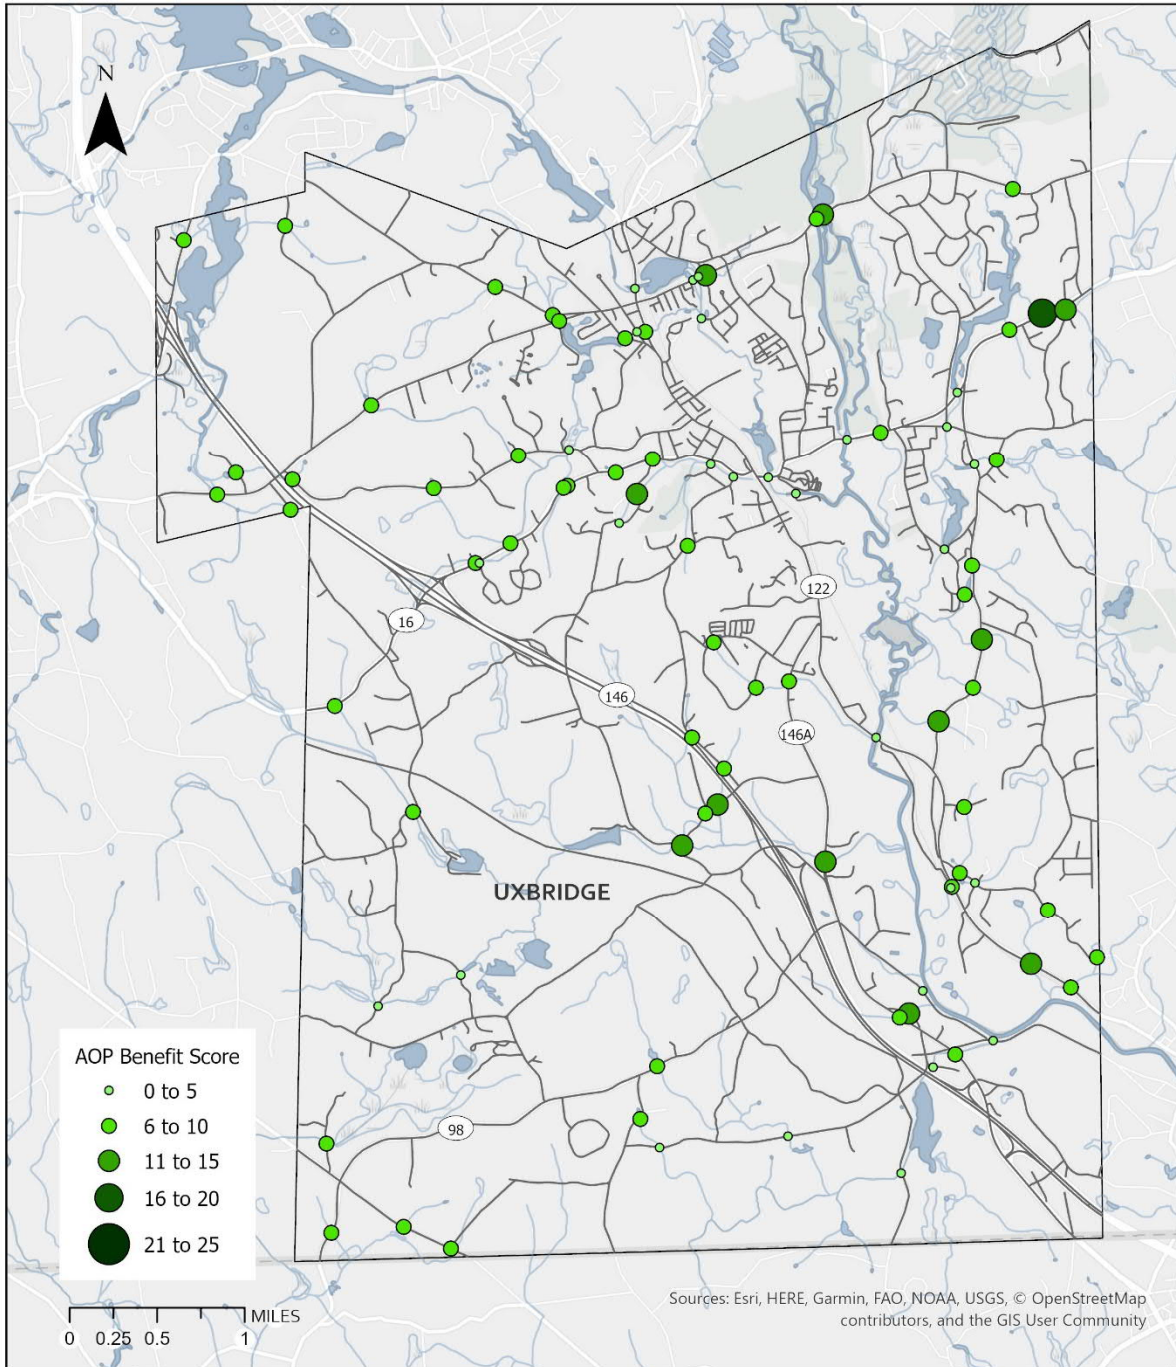 N
122
16
146
146A
UXBRIDGE
98
AOP Benefit Score
0 to 5
6 to 10
11 to 15
16 to 20
21 to 25
MILES
0 0.25 0.5 1
Sources: Esri, HERE, Garmin, FAO, NOAA, USGS, © OpenStreetMap
contributors, and the GIS User Community